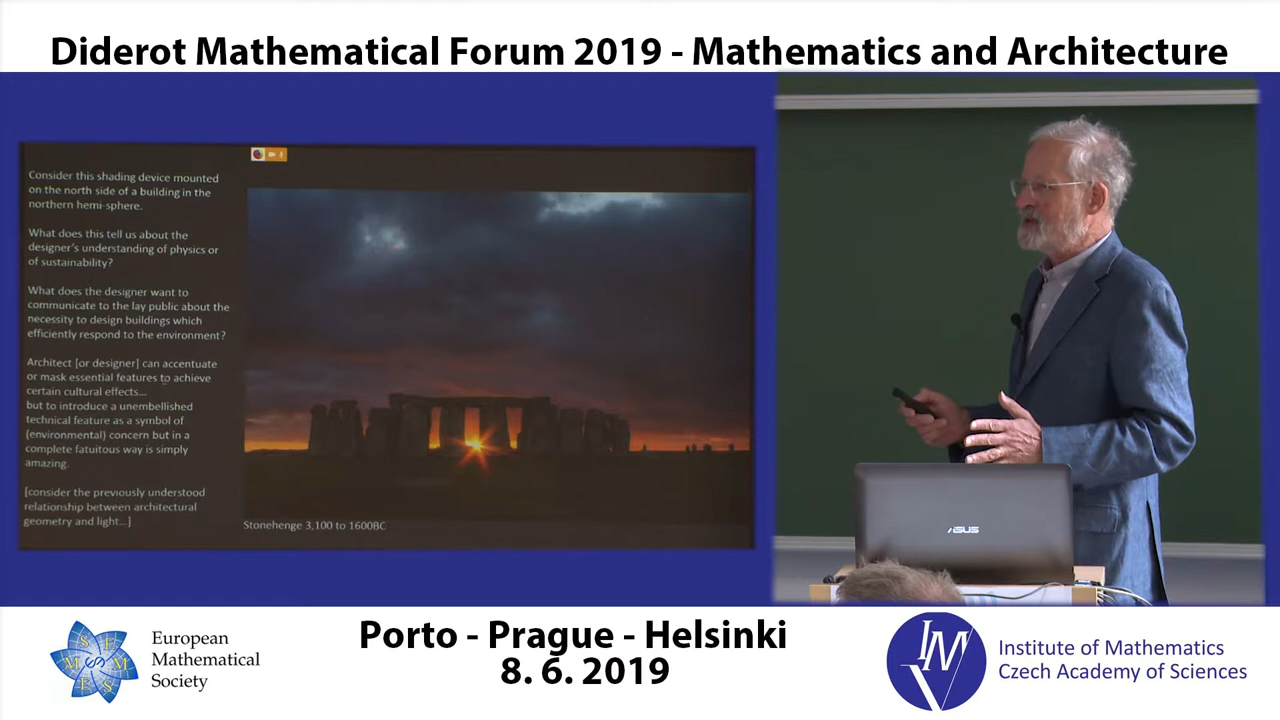 Diderot Mathematical Forum 2019 - Mathematics and Architecture
Consider this shading device mounted
on the north side of a building in the
northern hemi-sphere.
What does this tell us about the
designer's understanding of physics or
of sustainability?
What does the designer want to
communicate to the lay public about the
necessity to design buildings which
efficiently respond to the environment?
Architect [or designer] can accentuate
or mask essential features to achieve
certain cultural effects...
but to introduce a unembellished
technical feature as a symbol of
(environmental) concern but in a
complete fatuitous way is simply
amazing.
[consider the previously understood
relationship between architectural
geometry and light...]
Stonehenge 3,100 to 1600BC
ASUS
European
Mathematical
Society
Porto - Prague - Helsinki
8. 6. 2019
IM
Institute of Mathematics
Czech Academy of Sciences